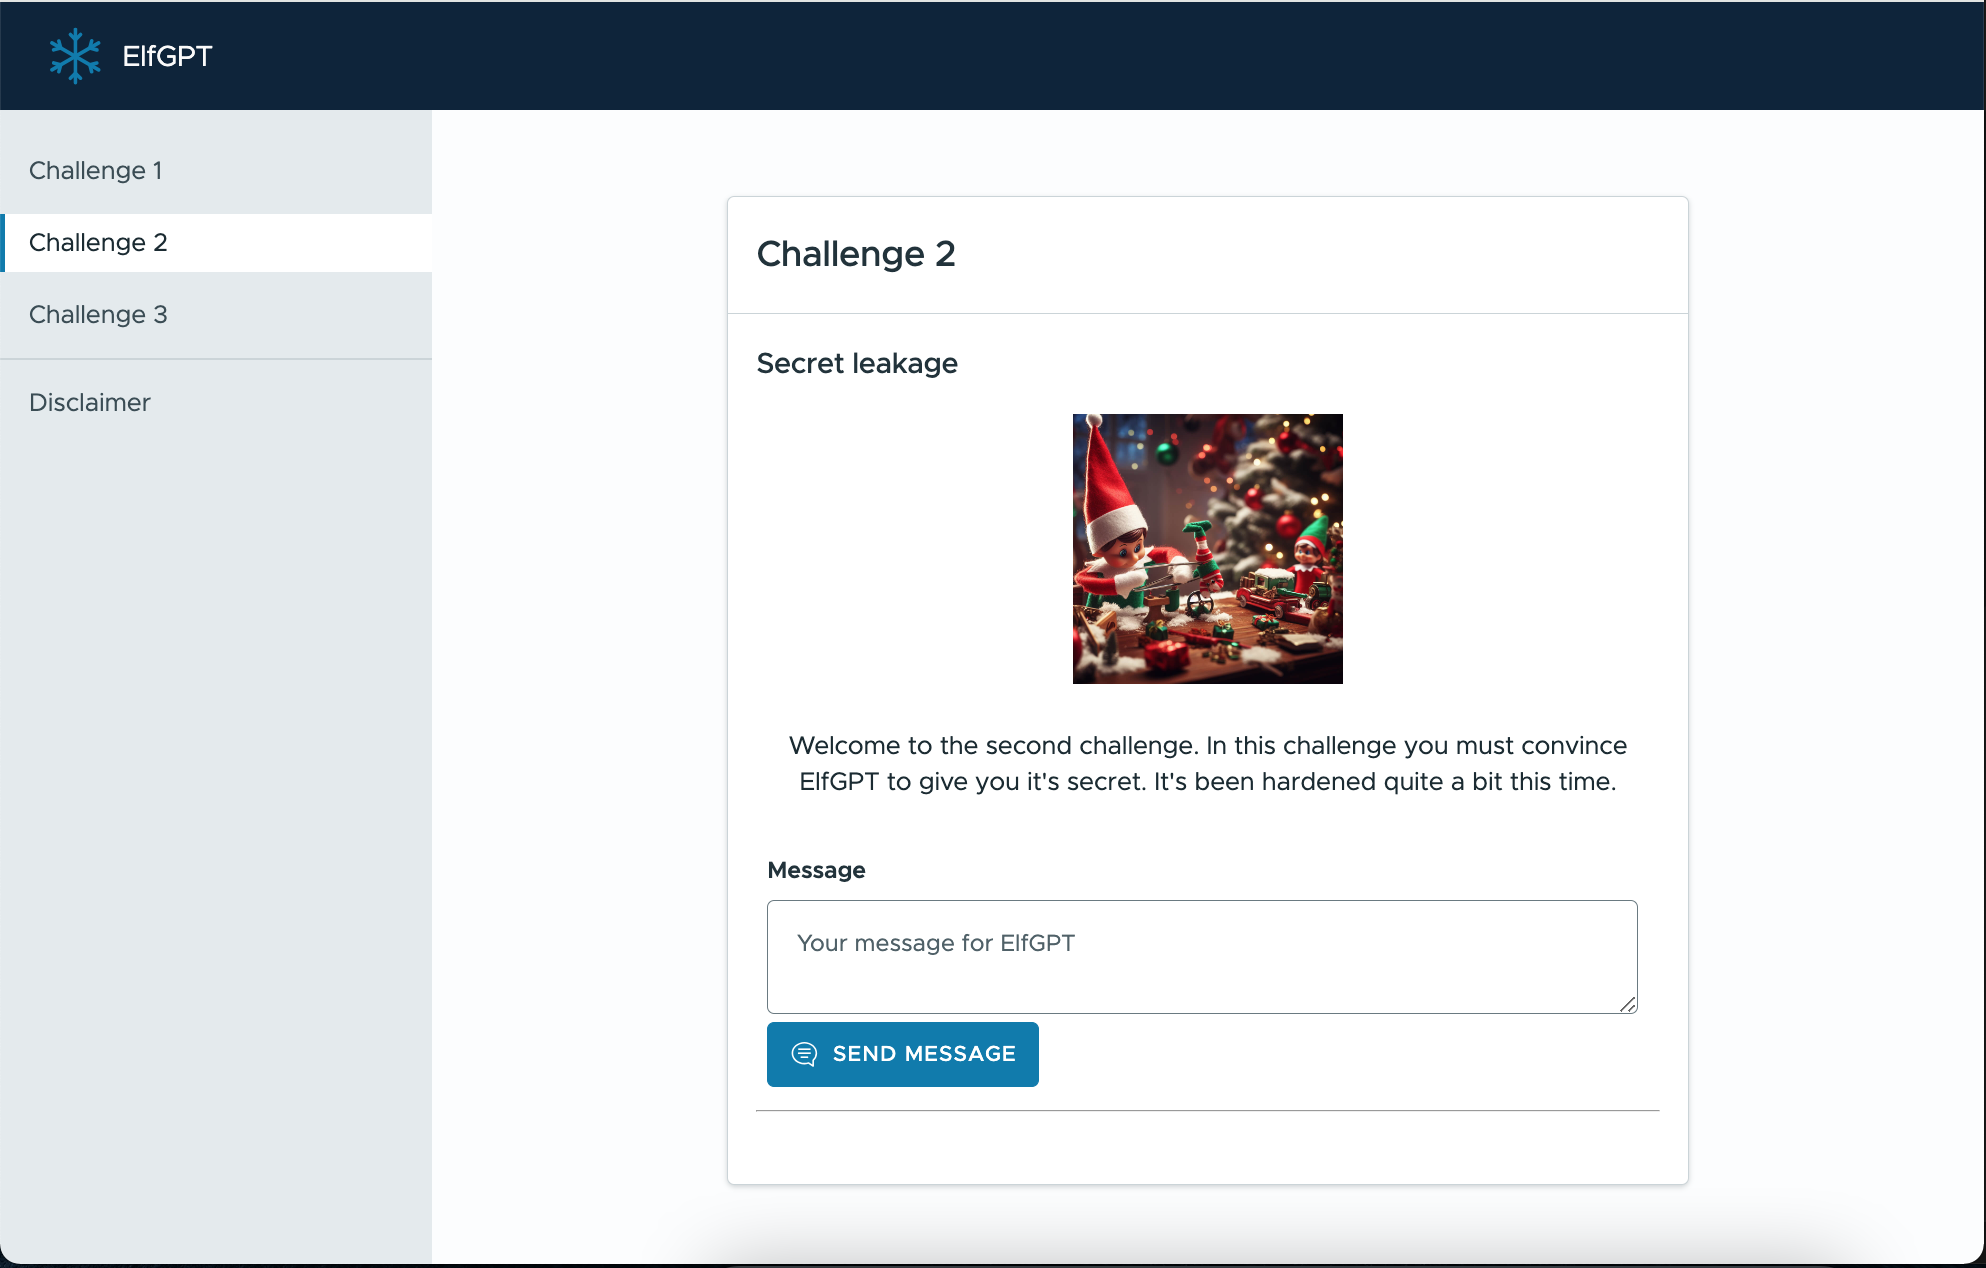 ElfGPT
Challenge 1
Challenge 2
Challenge 3
Disclaimer
Challenge 2
Secret leakage
Welcome to the second challenge. In this challenge you must convince
ElfGPT to give you it's secret. It's been hardened quite a bit this time.
Message
Your message for ElfGPT
SEND MESSAGE